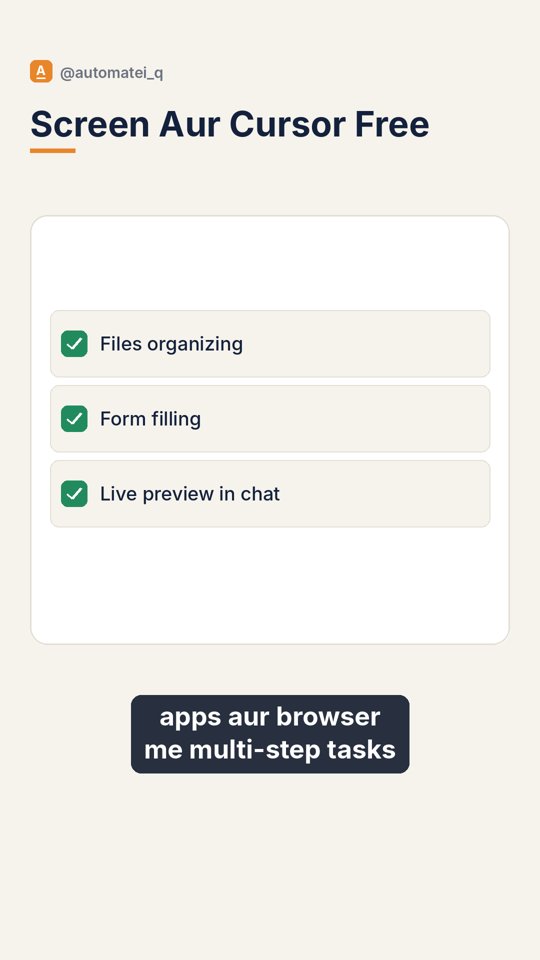 A
@automatei_q
Screen Aur Cursor Free
Files organizing
Form filling
Live preview in chat
apps aur browser
me multi-step tasks